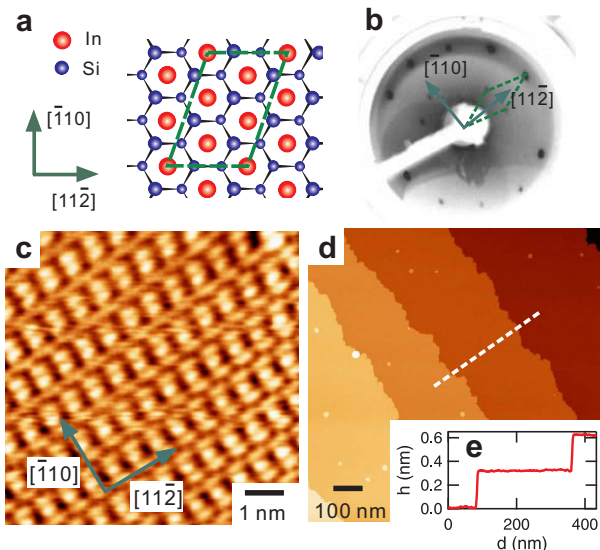 a
In
Si
[1̄10]
[112̄]
b
[1̄10]
[112̄]
c
[1̄10]
[112̄]
1 nm
d
100 nm
e
h (nm)
0.6
0.4
0.2
0.0
0
200
400
d (nm)